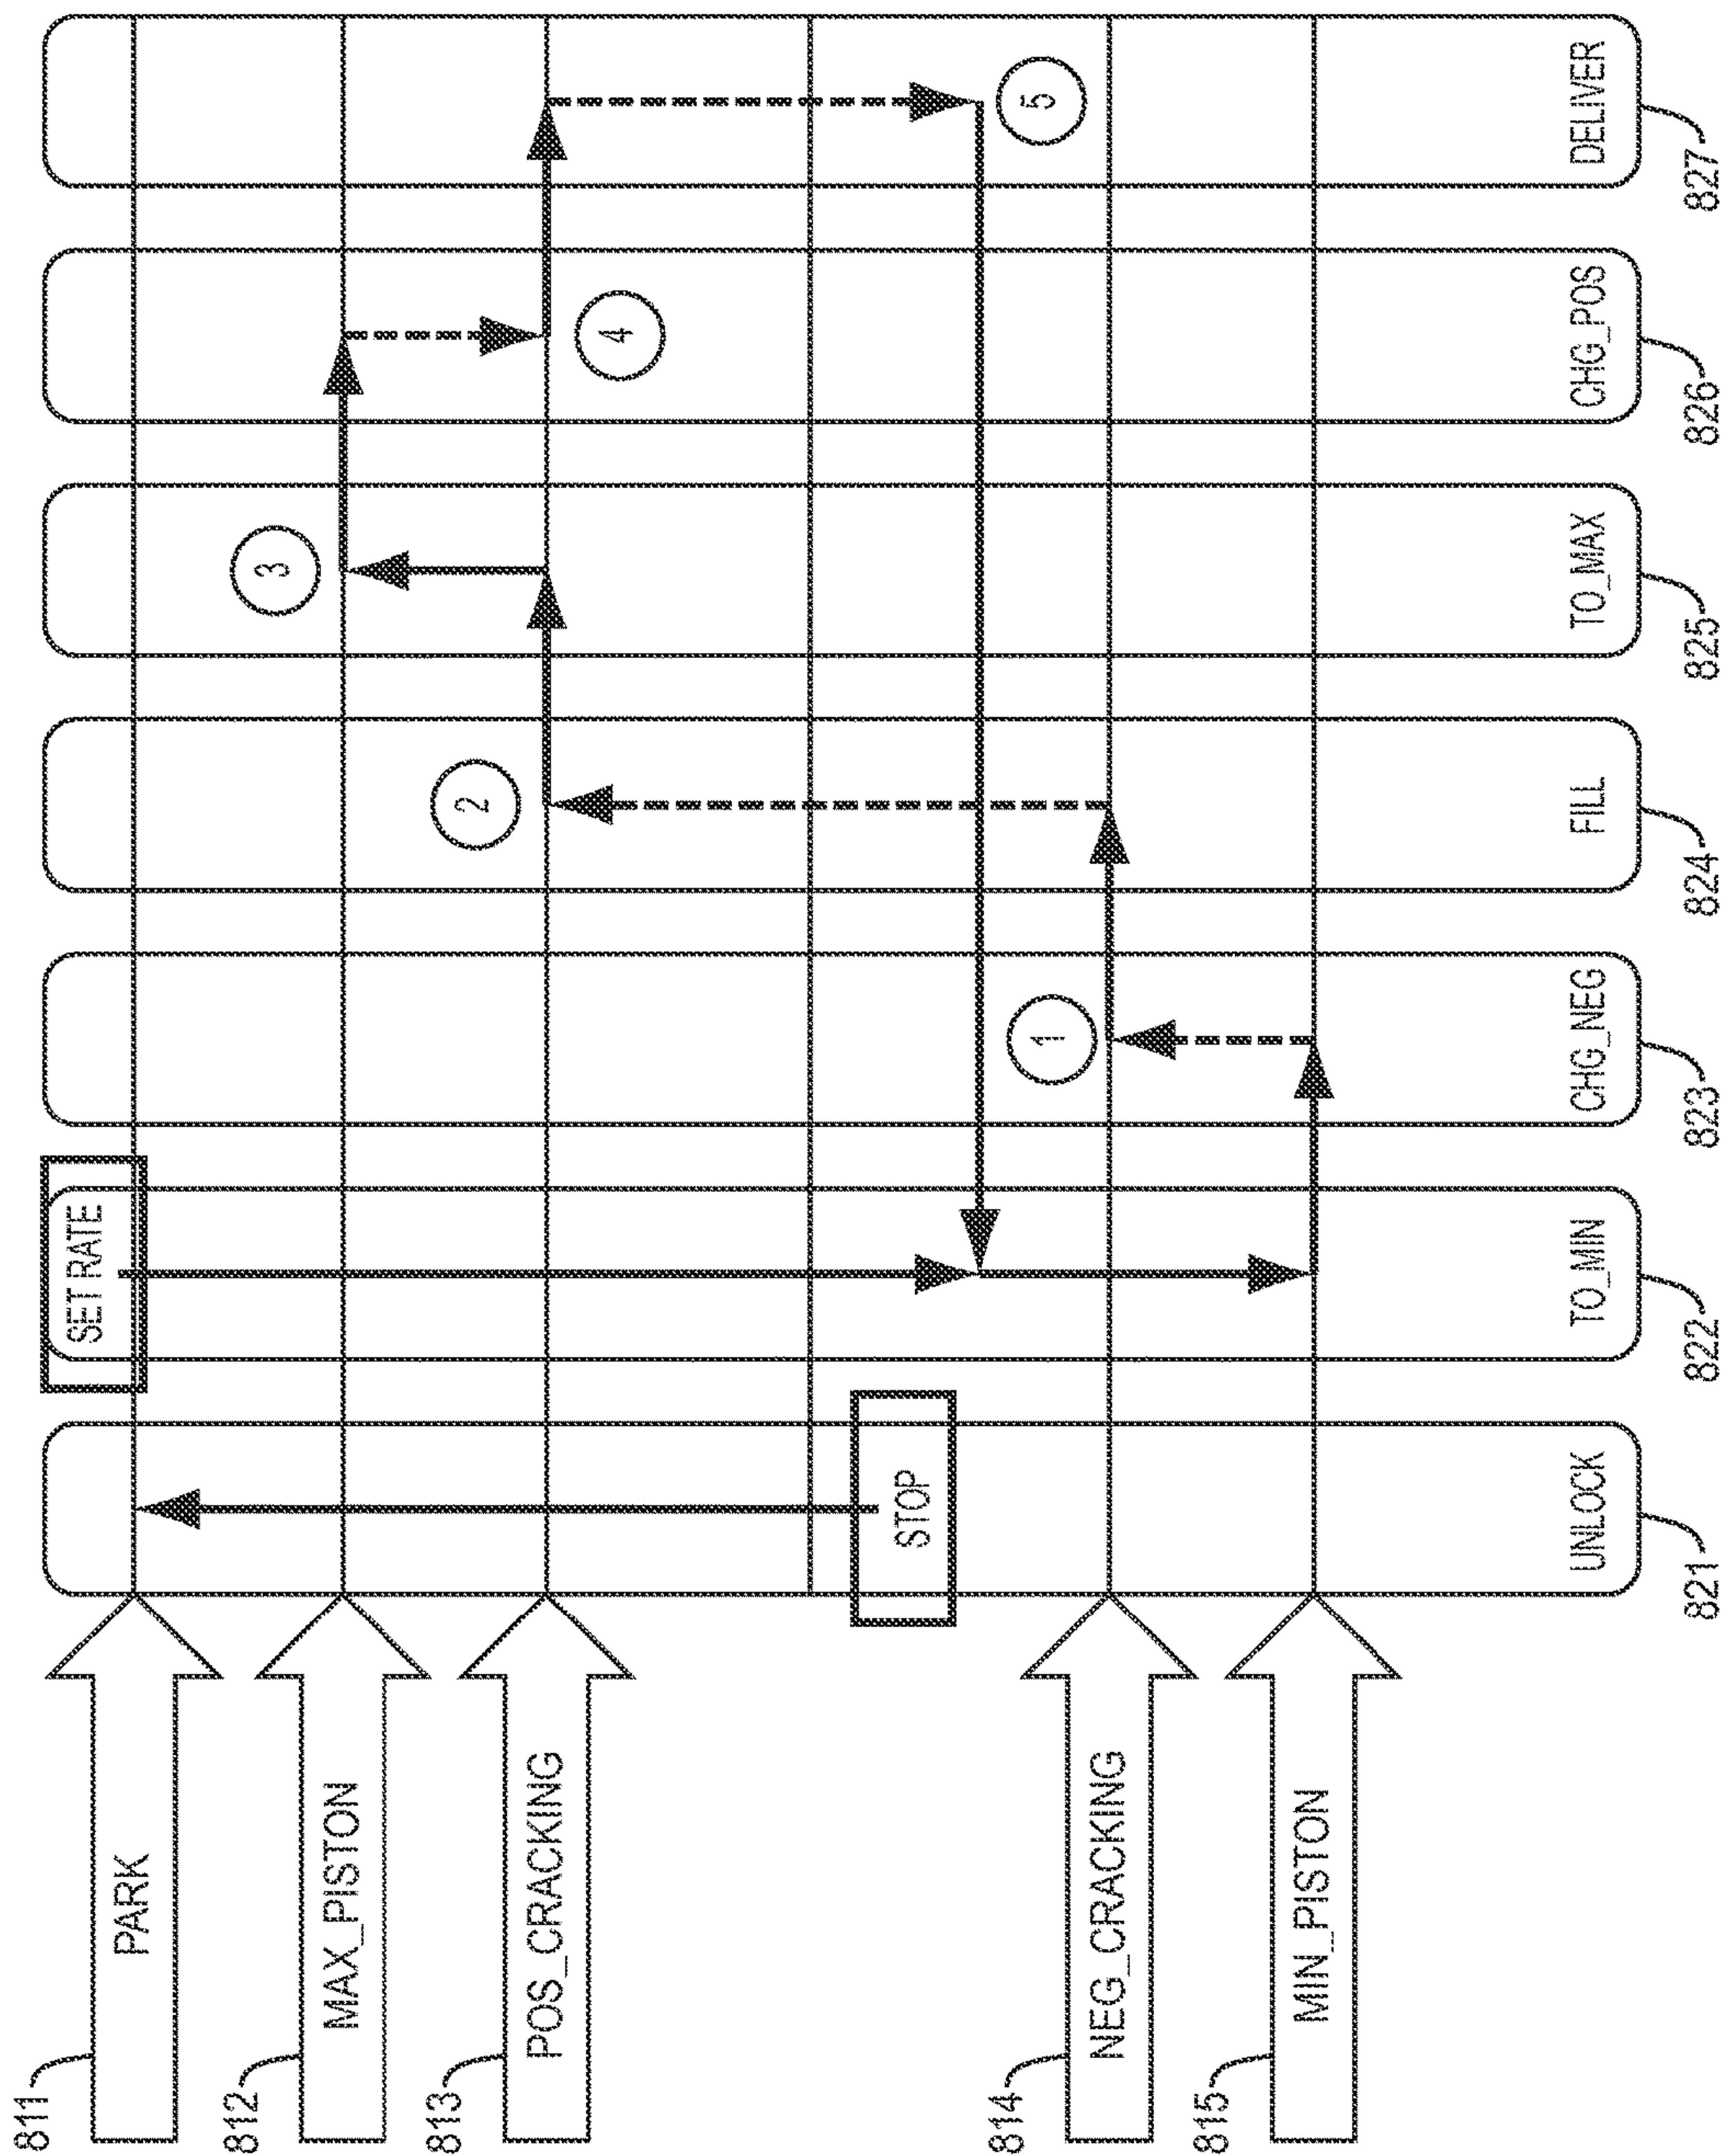 811
PARK
812
MAX_PISTON
813
POS_CRACKING
814
NEG_CRACKING
815
MIN_PISTON
SET RATE
STOP
1
2
3
4
5
UNLOCK
TO_MIN
CHG_NEG
FILL
TO_MAX
CHG_POS
DELIVER
821
822
823
824
825
826
827